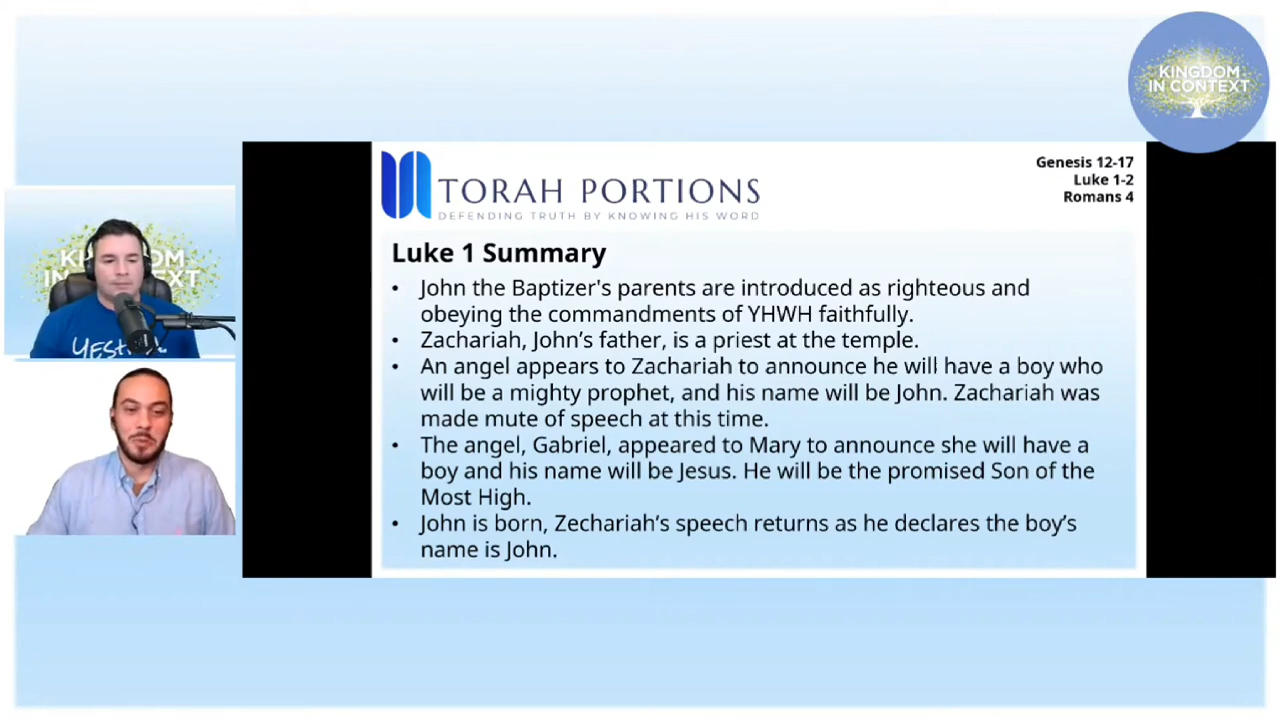 KINGDOM
IN CONTEXT
TORAH PORTIONS
DEFENDING TRUTH BY KNOWING HIS WORD
Genesis 12-17
Luke 1-2
Romans 4
Luke 1 Summary
• John the Baptizer's parents are introduced as righteous and
obeying the commandments of YHWH faithfully.
• Zachariah, John’s father, is a priest at the temple.
• An angel appears to Zachariah to announce he will have a boy who
will be a mighty prophet, and his name will be John. Zachariah was
made mute of speech at this time.
• The angel, Gabriel, appeared to Mary to announce she will have a
boy and his name will be Jesus. He will be the promised Son of the
Most High.
• John is born, Zechariah’s speech returns as he declares the boy’s
name is John.